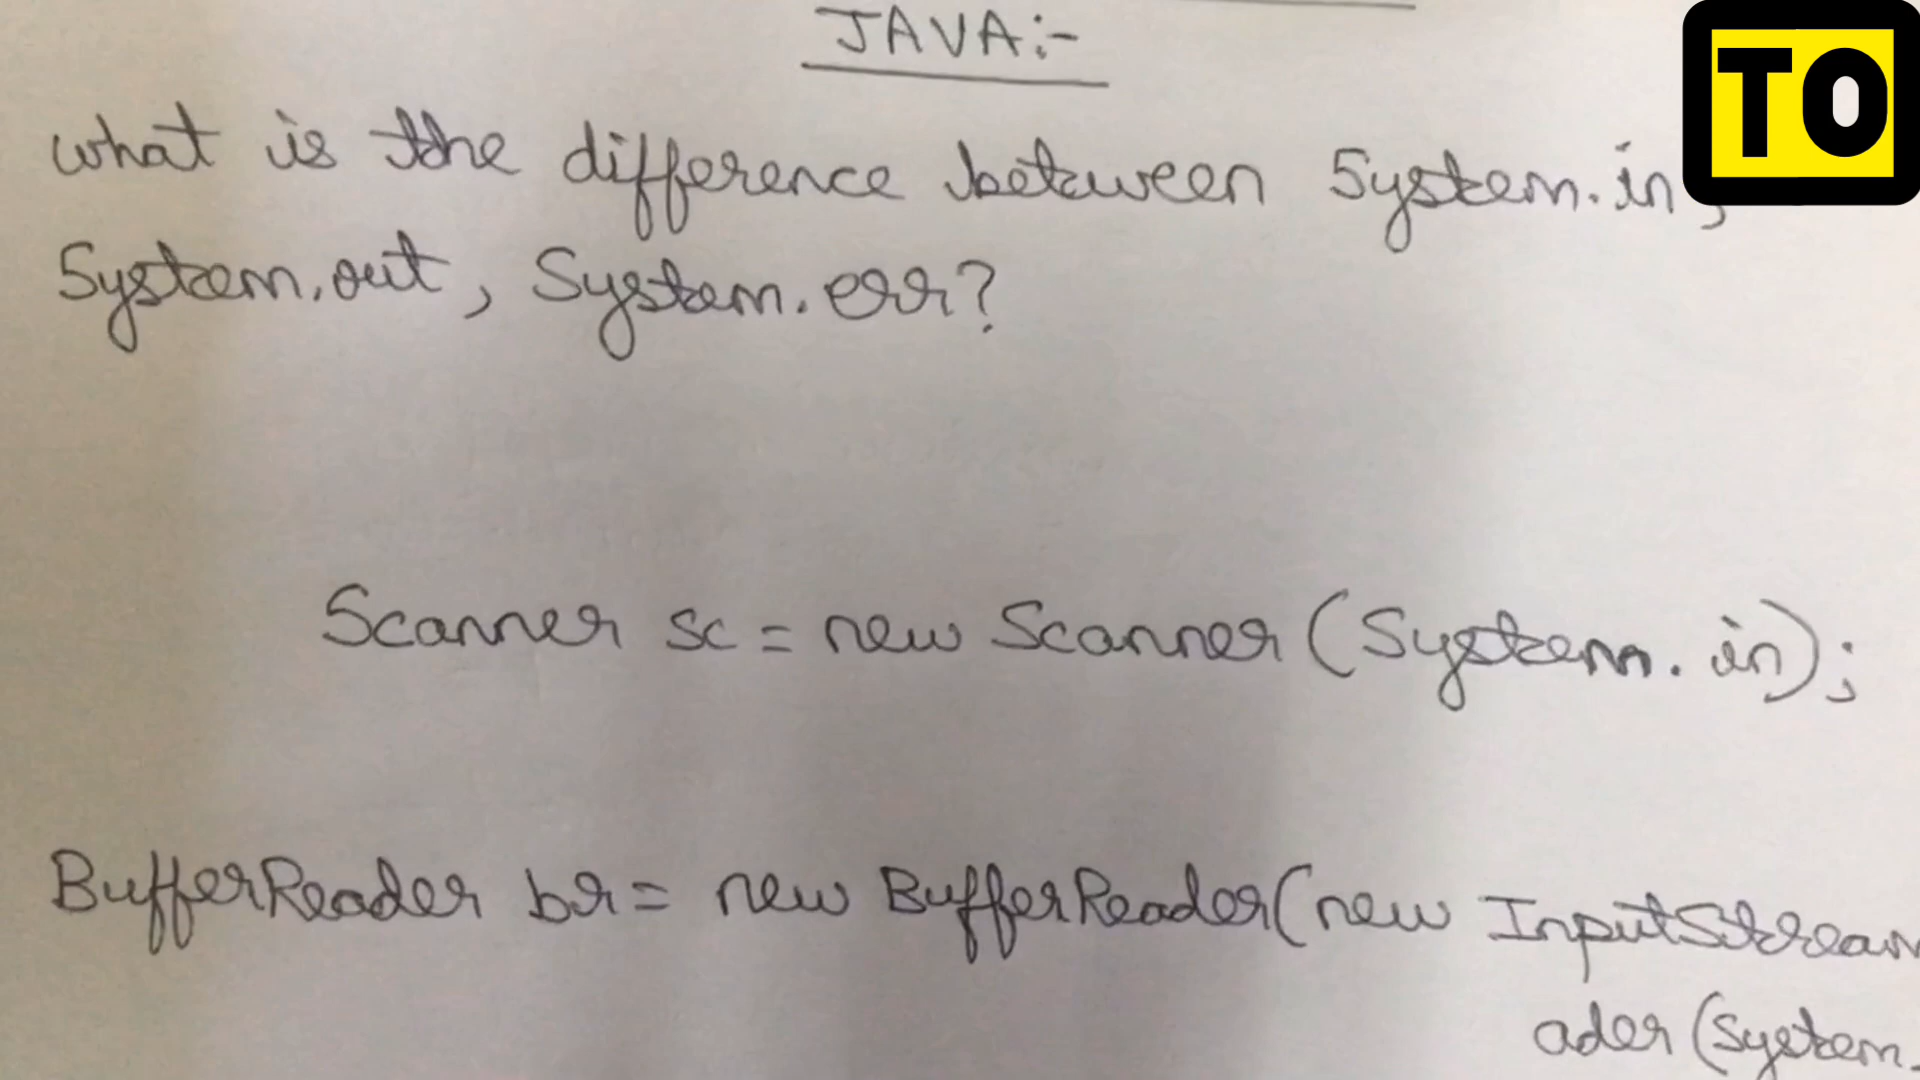 JAVA:-
TO
what is the difference between System.in,
System.out, System.err?
Scanner sc = new Scanner (System.in);
BufferReader br = new BufferReader(new InputStream
ader (System.